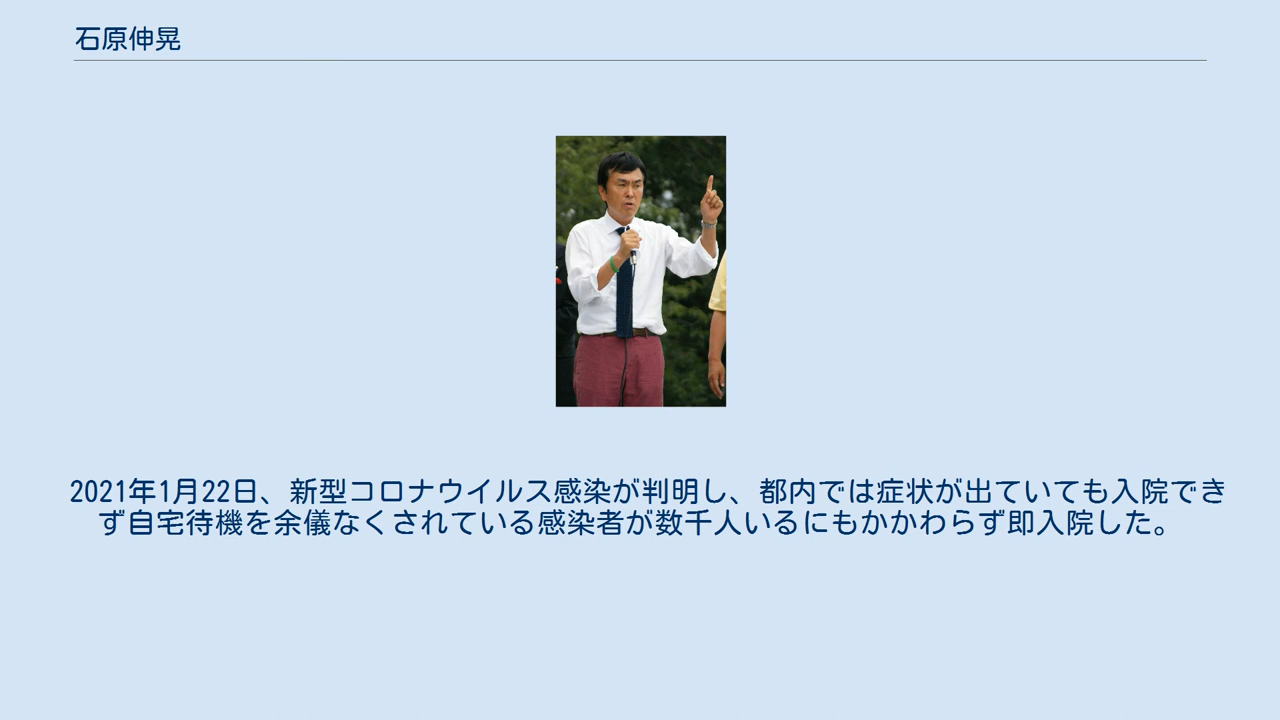 石原伸晃
2021年1月22日、新型コロナウイルス感染が判明し、都内では症状が出ていても入院でき
ず自宅待機を余儀なくされている感染者が数千人いるにもかかわらず即入院した。